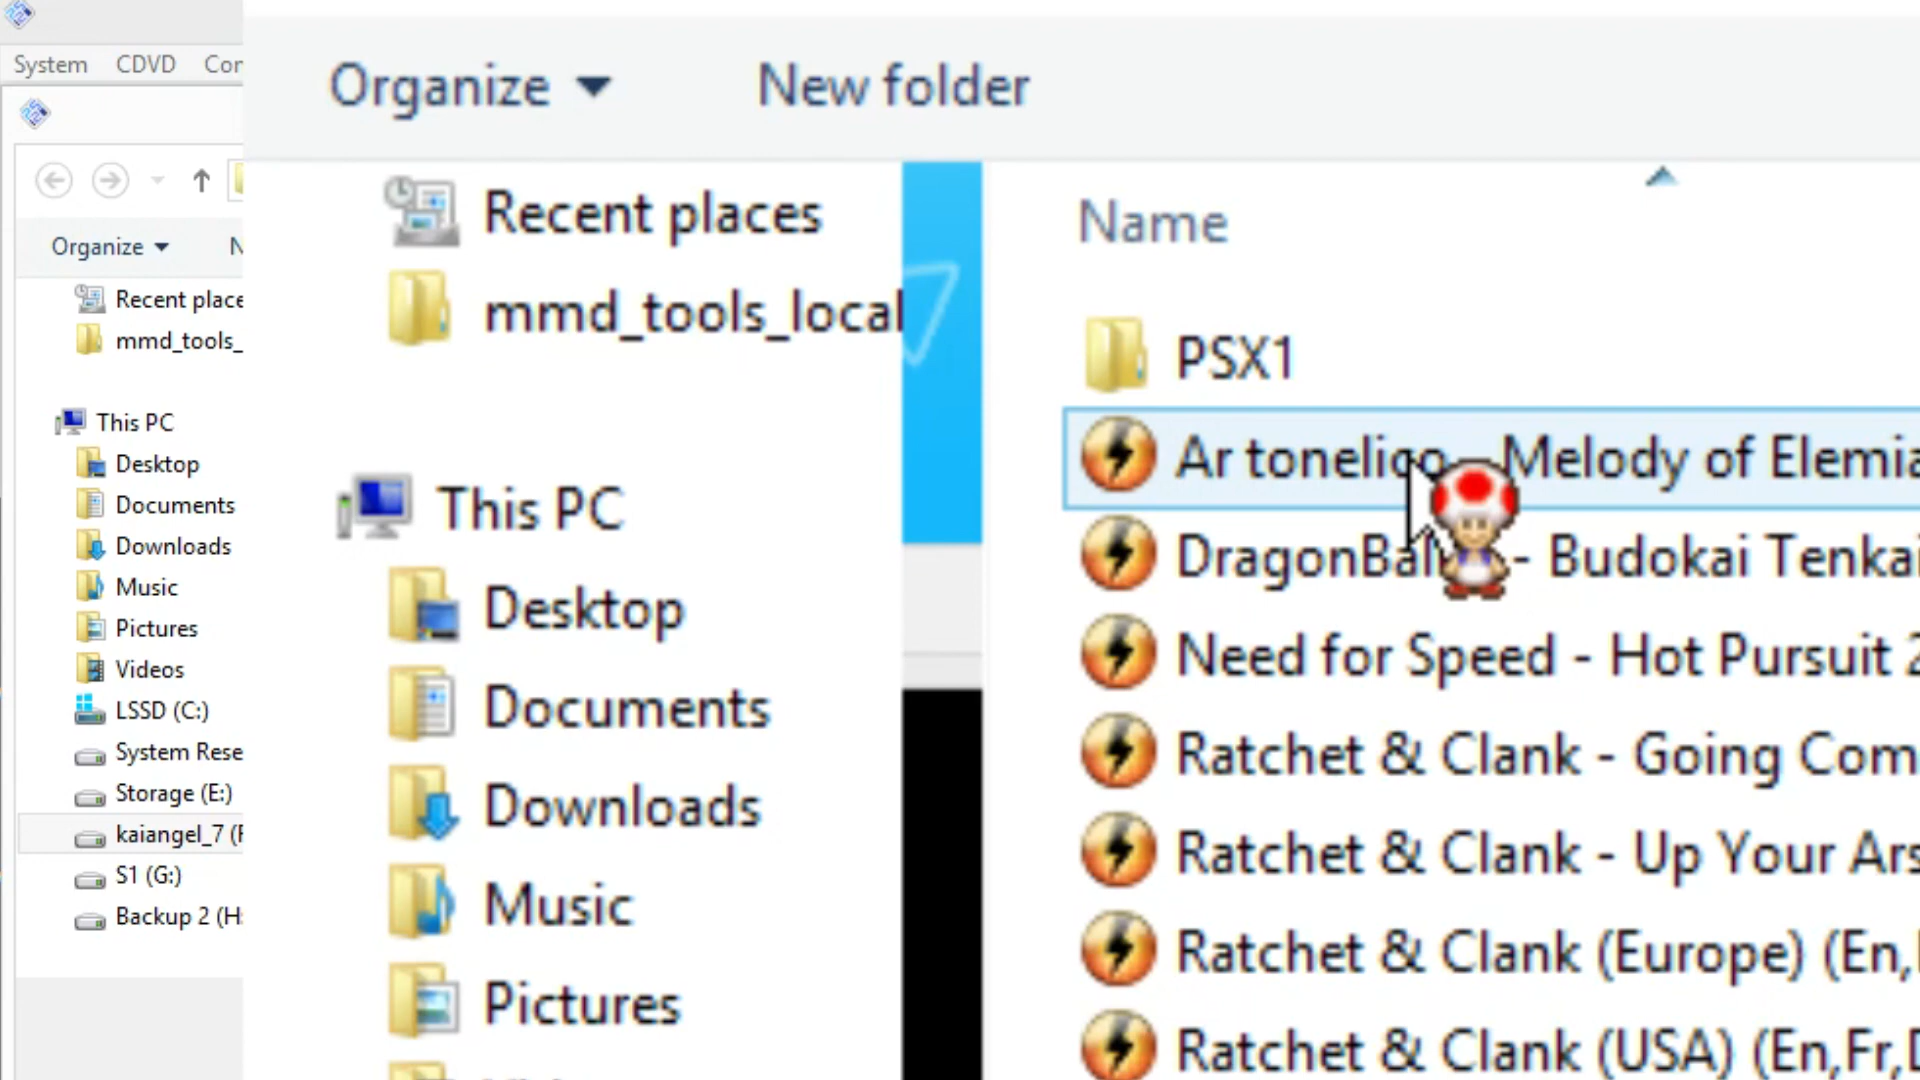 System CDVD Con
Organize
Recent place
mmd_tools_
This PC
Desktop
Documents
Downloads
Music
Pictures
Videos
LSSD (C:)
System Rese
Storage (E:)
kaiangel_7 (F
S1 (G:)
Backup 2 (H:
Organize New folder
Recent places
mmd_tools_local
This PC
Desktop
Documents
Downloads
Music
Pictures
Name
PSX1
Ar tonelico - Melody of Elemia
DragonBall - Budokai Tenkai
Need for Speed - Hot Pursuit 2
Ratchet & Clank - Going Com
Ratchet & Clank - Up Your Ars
Ratchet & Clank (Europe) (En,
Ratchet & Clank (USA) (En,Fr,D